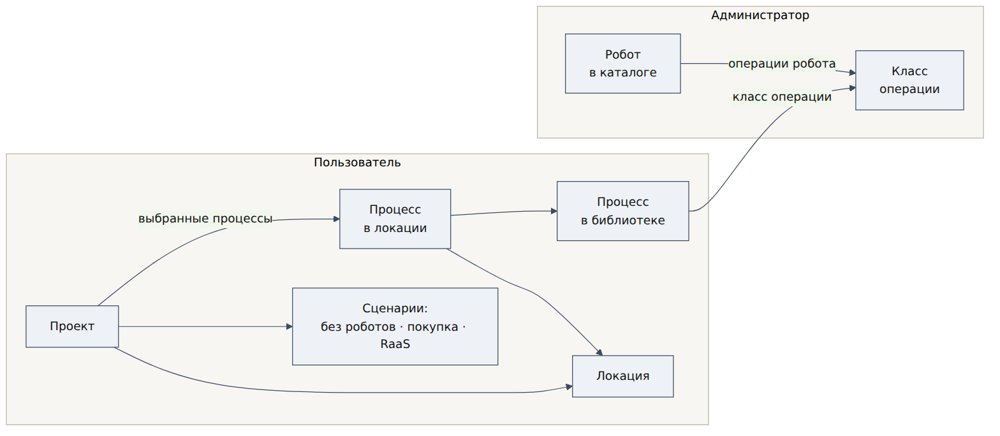 Администратор
Робот
в каталоге
операции робота
Класс
операции
класс операции
Пользователь
выбранные процессы
Процесс
в локации
Процесс
в библиотеке
Проект
Сценарии:
без роботов · покупка ·
RaaS
Локация